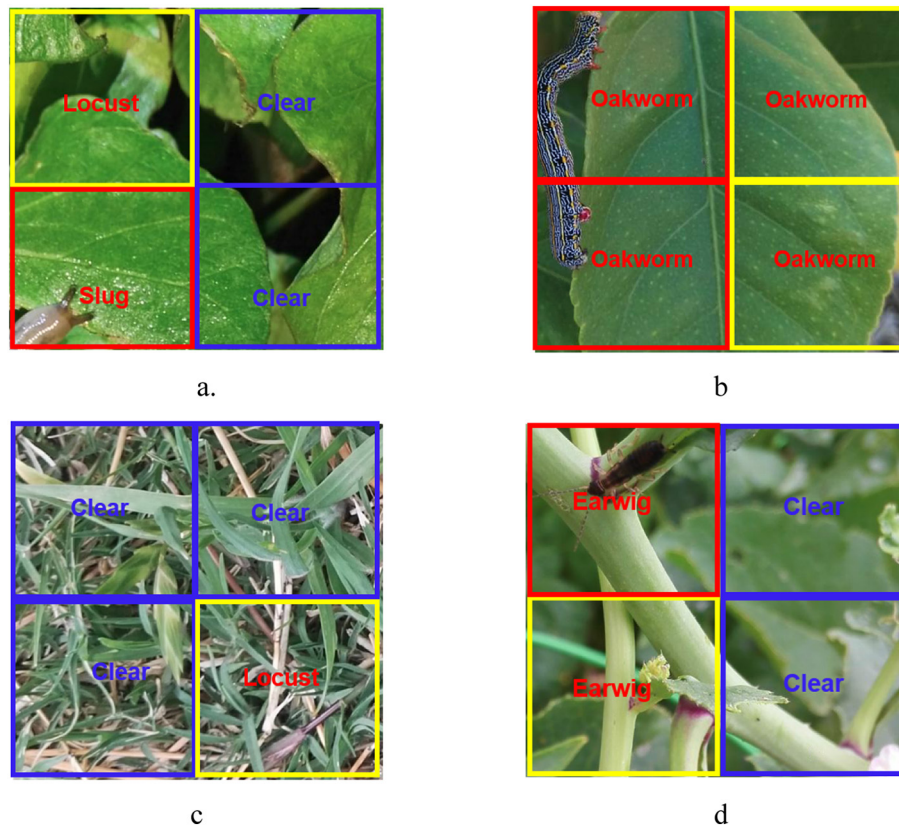 Locust Clear
Slug
Clear
a.
Oakworm Oakworm
Oakworm Oakworm
b
Clear Clear
Clear Locust
c
Earwig Clear
Earwig Clear
d